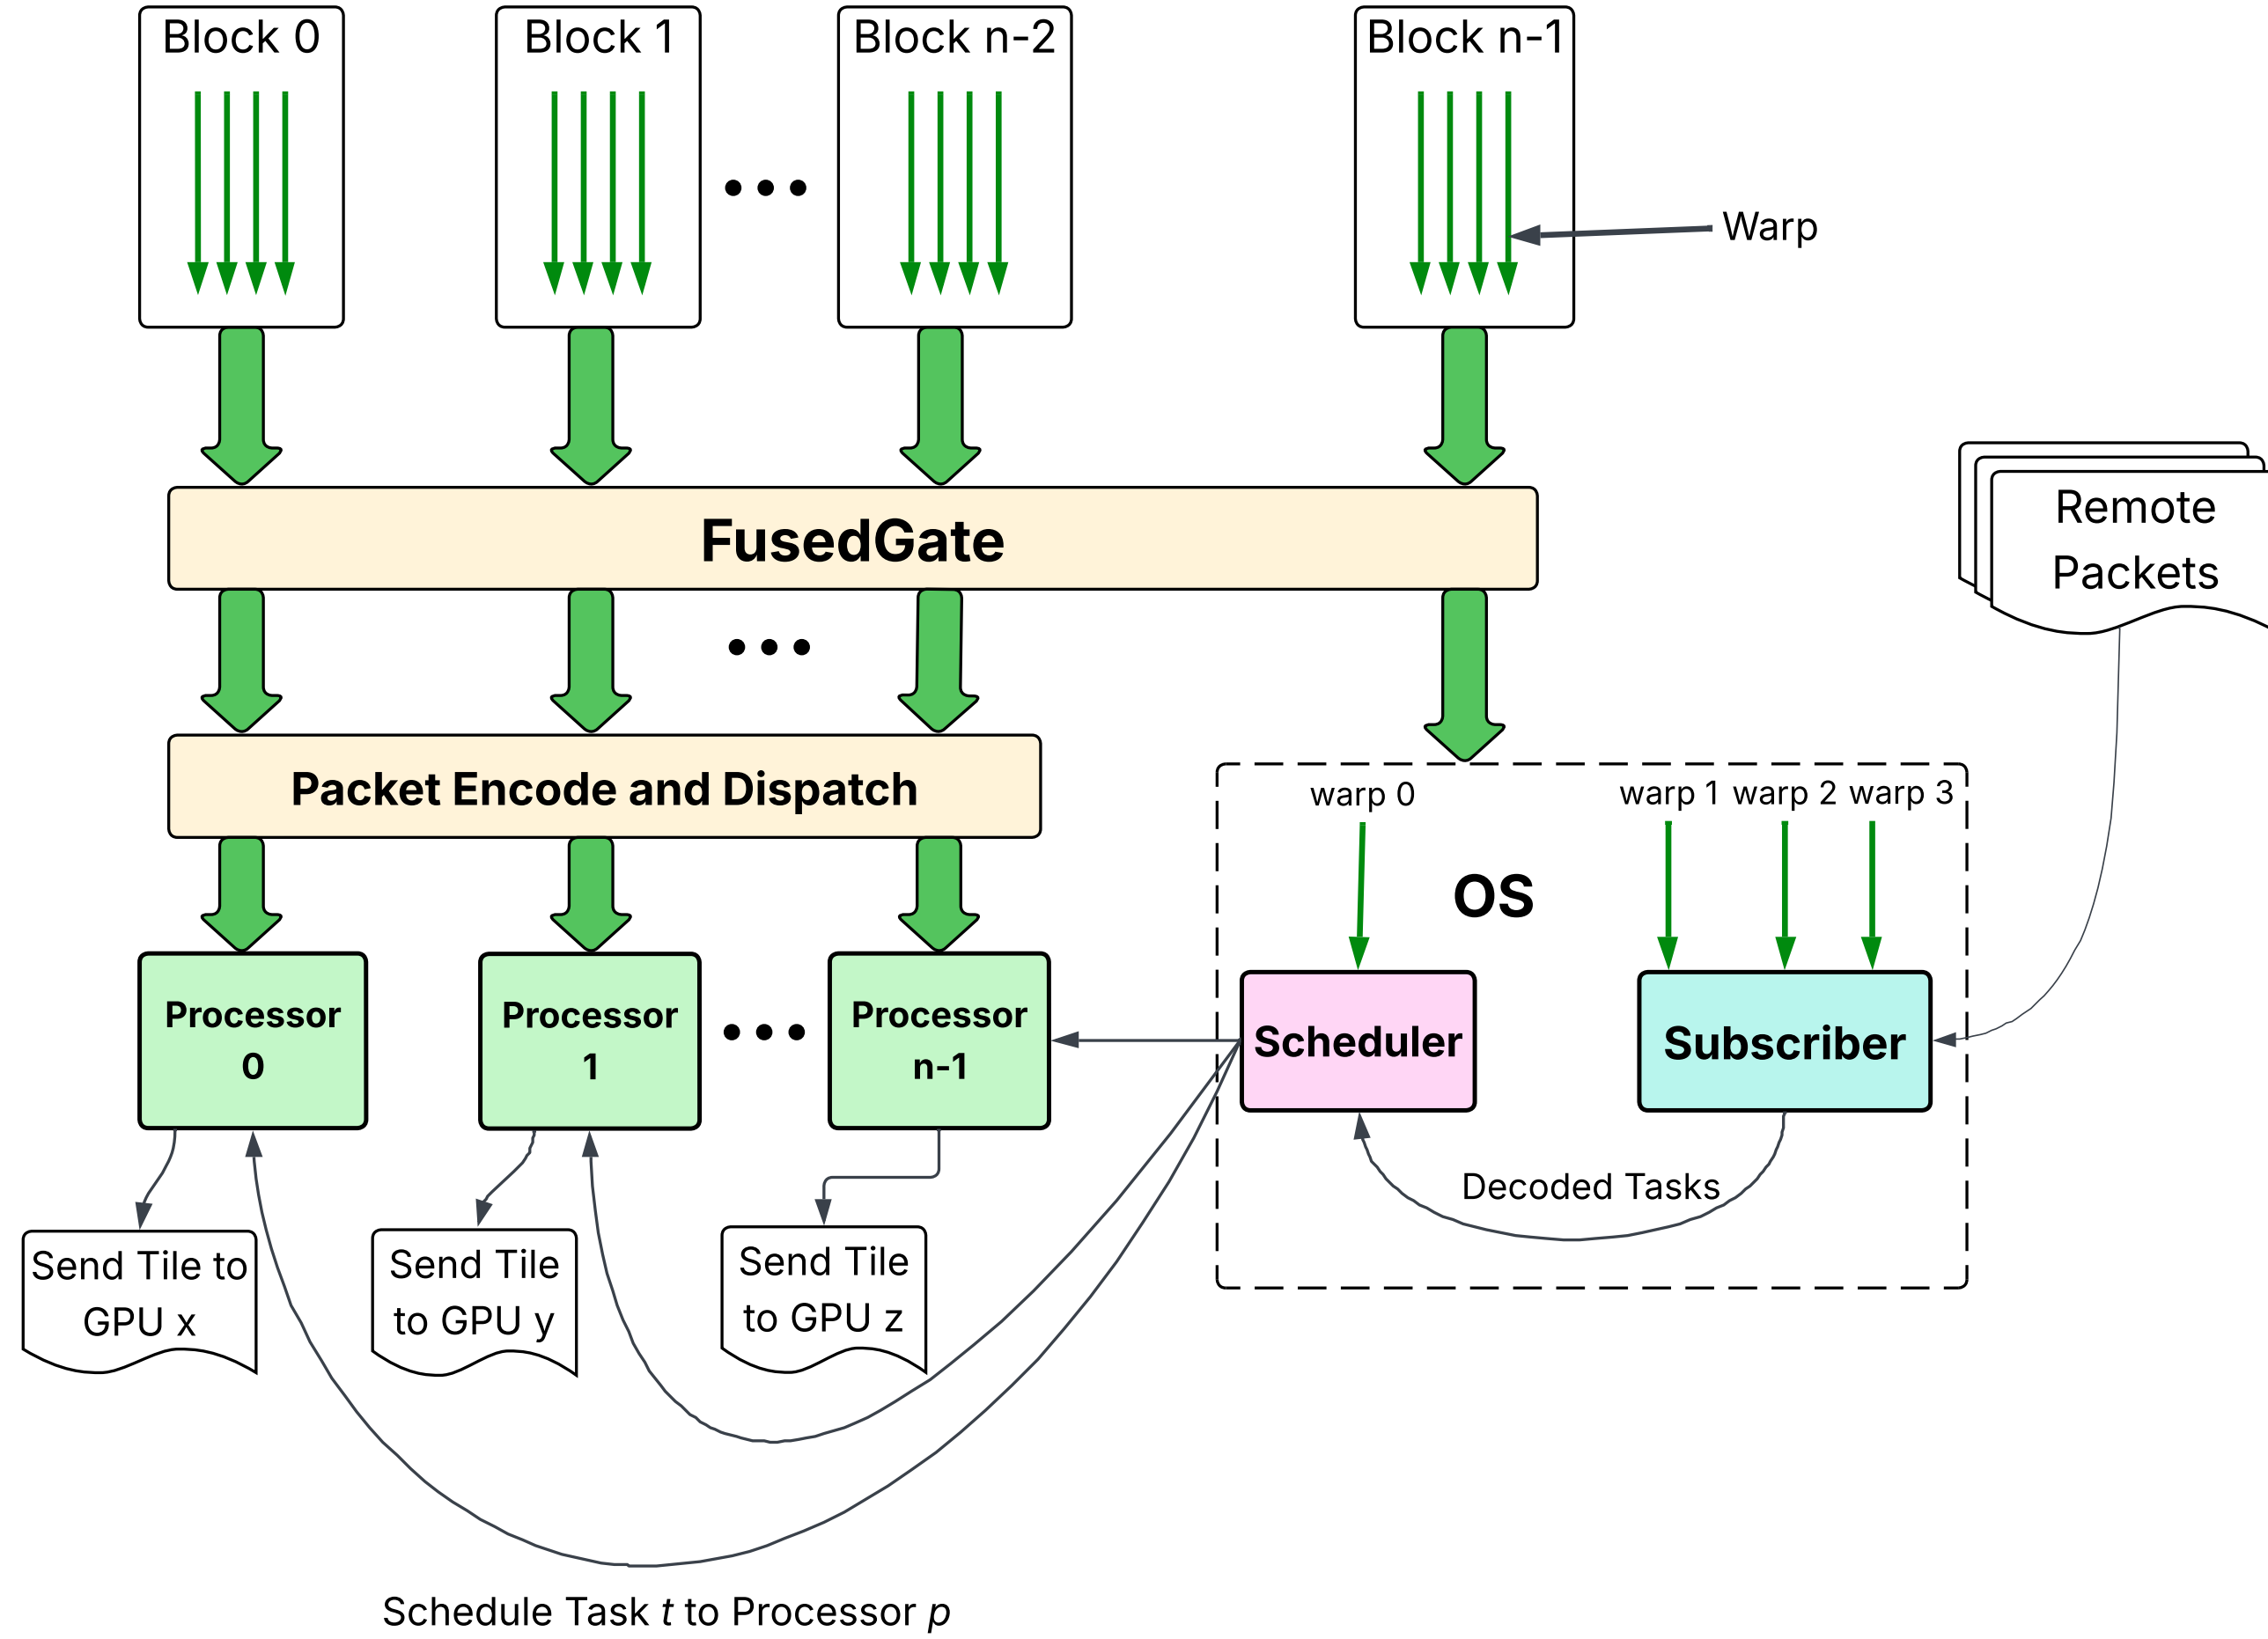 Block 0
Block 1
Block n-2
Block n-1
Warp
FusedGate
Remote
Packets
Packet Encode and Dispatch
warp 0
warp 1
warp 2
warp 3
OS
Processor
0
Processor
1
Processor
n-1
Scheduler
Subscriber
Decoded Tasks
Send Tile to
GPU x
Send Tile
to GPU y
Send Tile
to GPU z
Schedule Task t to Processor p